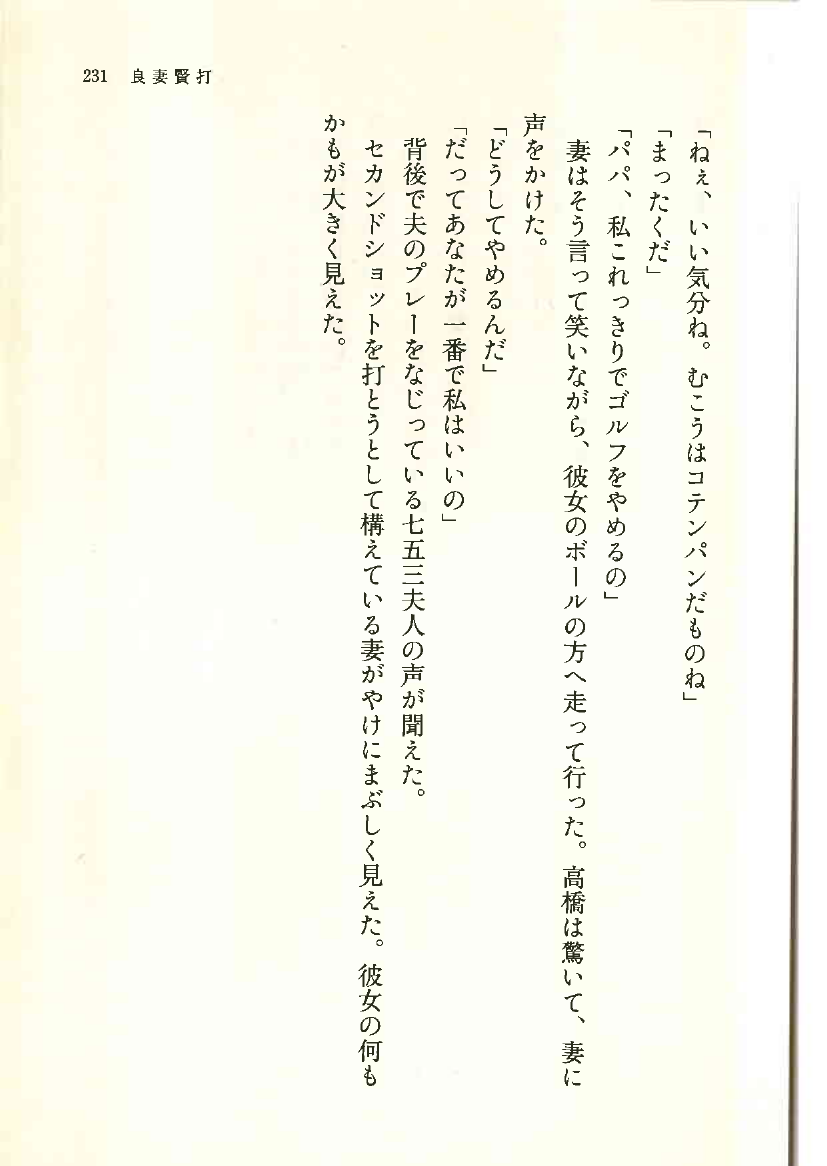 231 良妻賢打
「ねぇ、いい気分ね。むこうはコテンパンだものね」
「まったくだ」
「パパ、私これっきりでゴルフをやめるの」
妻はそう言って笑いながら、彼女のボールの方へ走って行った。高橋は驚いて、妻に
声をかけた。
「どうしてやめるんだ」
「だってあなたが一番で私はいいの」
背後で夫のプレーをなじっている七五三夫人の声が聞えた。
セカンドショットを打とうとして構えている妻がやけにまぶしく見えた。彼女の何も
かもが大きく見えた。